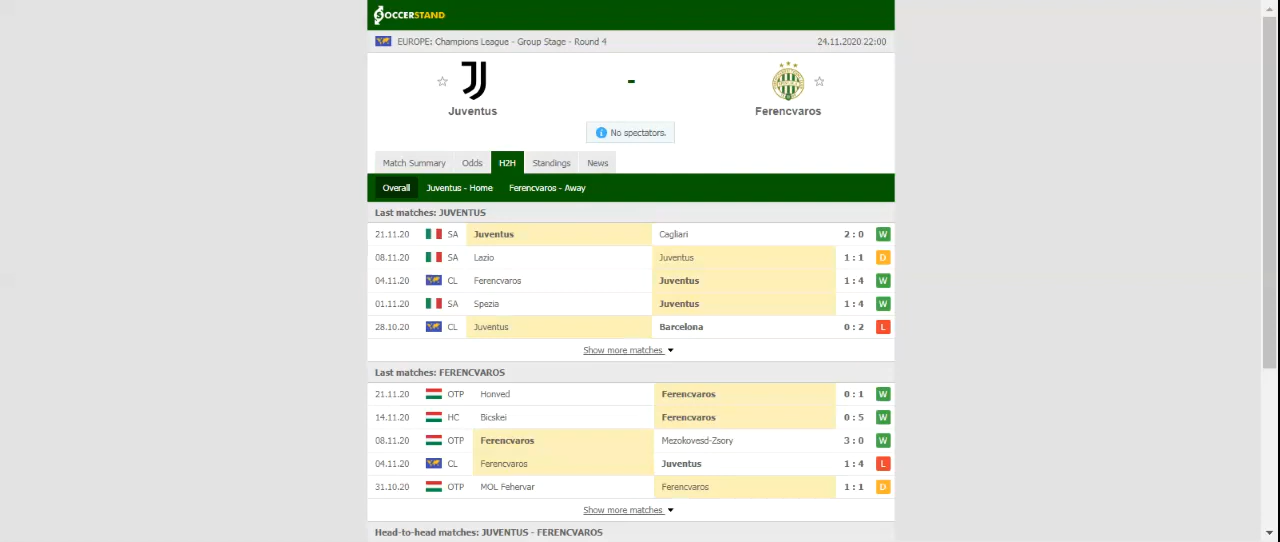 SOCCERSTAND
EUROPE: Champions League - Group Stage - Round 4 24.11.2020 22:00
- 
Juventus Ferencvaros
No spectators.
Match Summary Odds H2H Standings News
Overall Juventus - Home Ferencvaros - Away
Last matches: JUVENTUS
21.11.20 SA Juventus Cagliari 2 : 0 W
08.11.20 SA Lazio Juventus 1 : 1 D
04.11.20 CL Ferencvaros Juventus 1 : 4 W
01.11.20 SA Spezia Juventus 1 : 4 W
28.10.20 CL Juventus Barcelona 0 : 2 L
Show more matches
Last matches: FERENCVAROS
21.11.20 OTP Honved Ferencvaros 0 : 1 W
14.11.20 HC Bicskei Ferencvaros 0 : 5 W
08.11.20 OTP Ferencvaros Mezokovesd-Zsory 3 : 0 W
04.11.20 CL Ferencvaros Juventus 1 : 4 L
31.10.20 OTP MOL Fehervar Ferencvaros 1 : 1 D
Show more matches
Head-to-head matches: JUVENTUS - FERENCVAROS